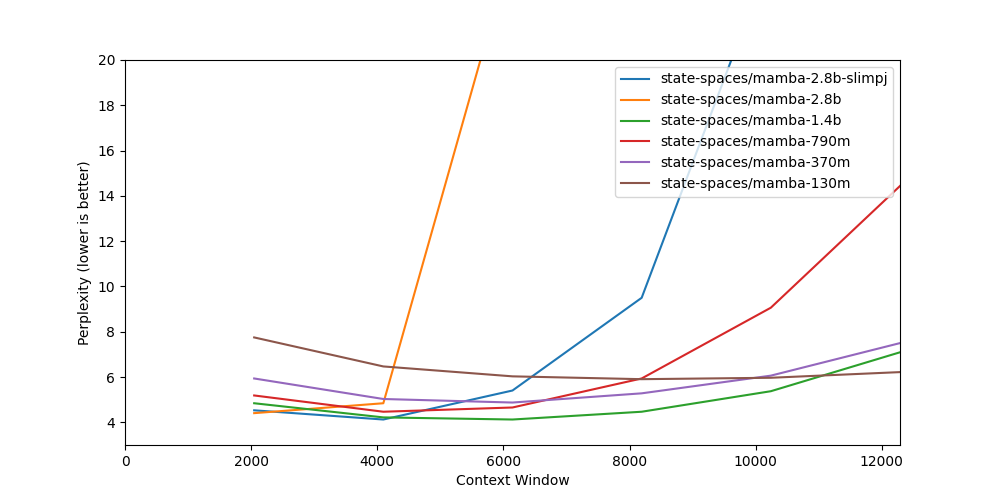 20
18
16
14
12
10
8
6
4
Perplexity (lower is better)
state-spaces/mamba-2.8b-slimpj
state-spaces/mamba-2.8b
state-spaces/mamba-1.4b
state-spaces/mamba-790m
state-spaces/mamba-370m
state-spaces/mamba-130m
0 2000 4000 6000 8000 10000 12000
Context Window